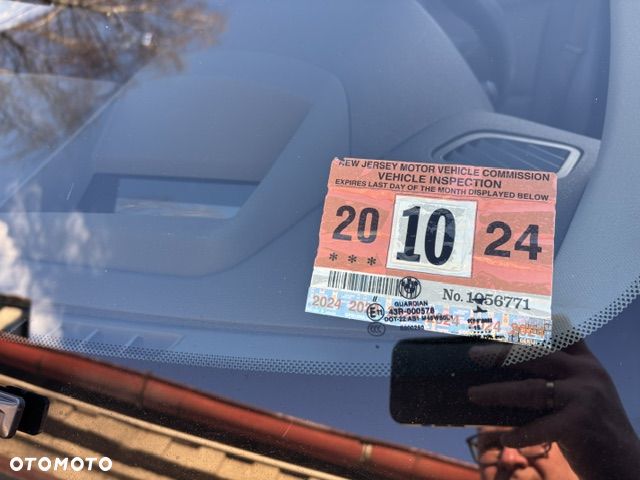 NEW JERSEY MOTOR VEHICLE COMMISSION
VEHICLE INSPECTION
EXPIRES LAST DAY OF THE MONTH DISPLAYED BELOW
20 10 24
***
No. 1056771
GUARDIAN
43R-000578
2024
OTOMOTO